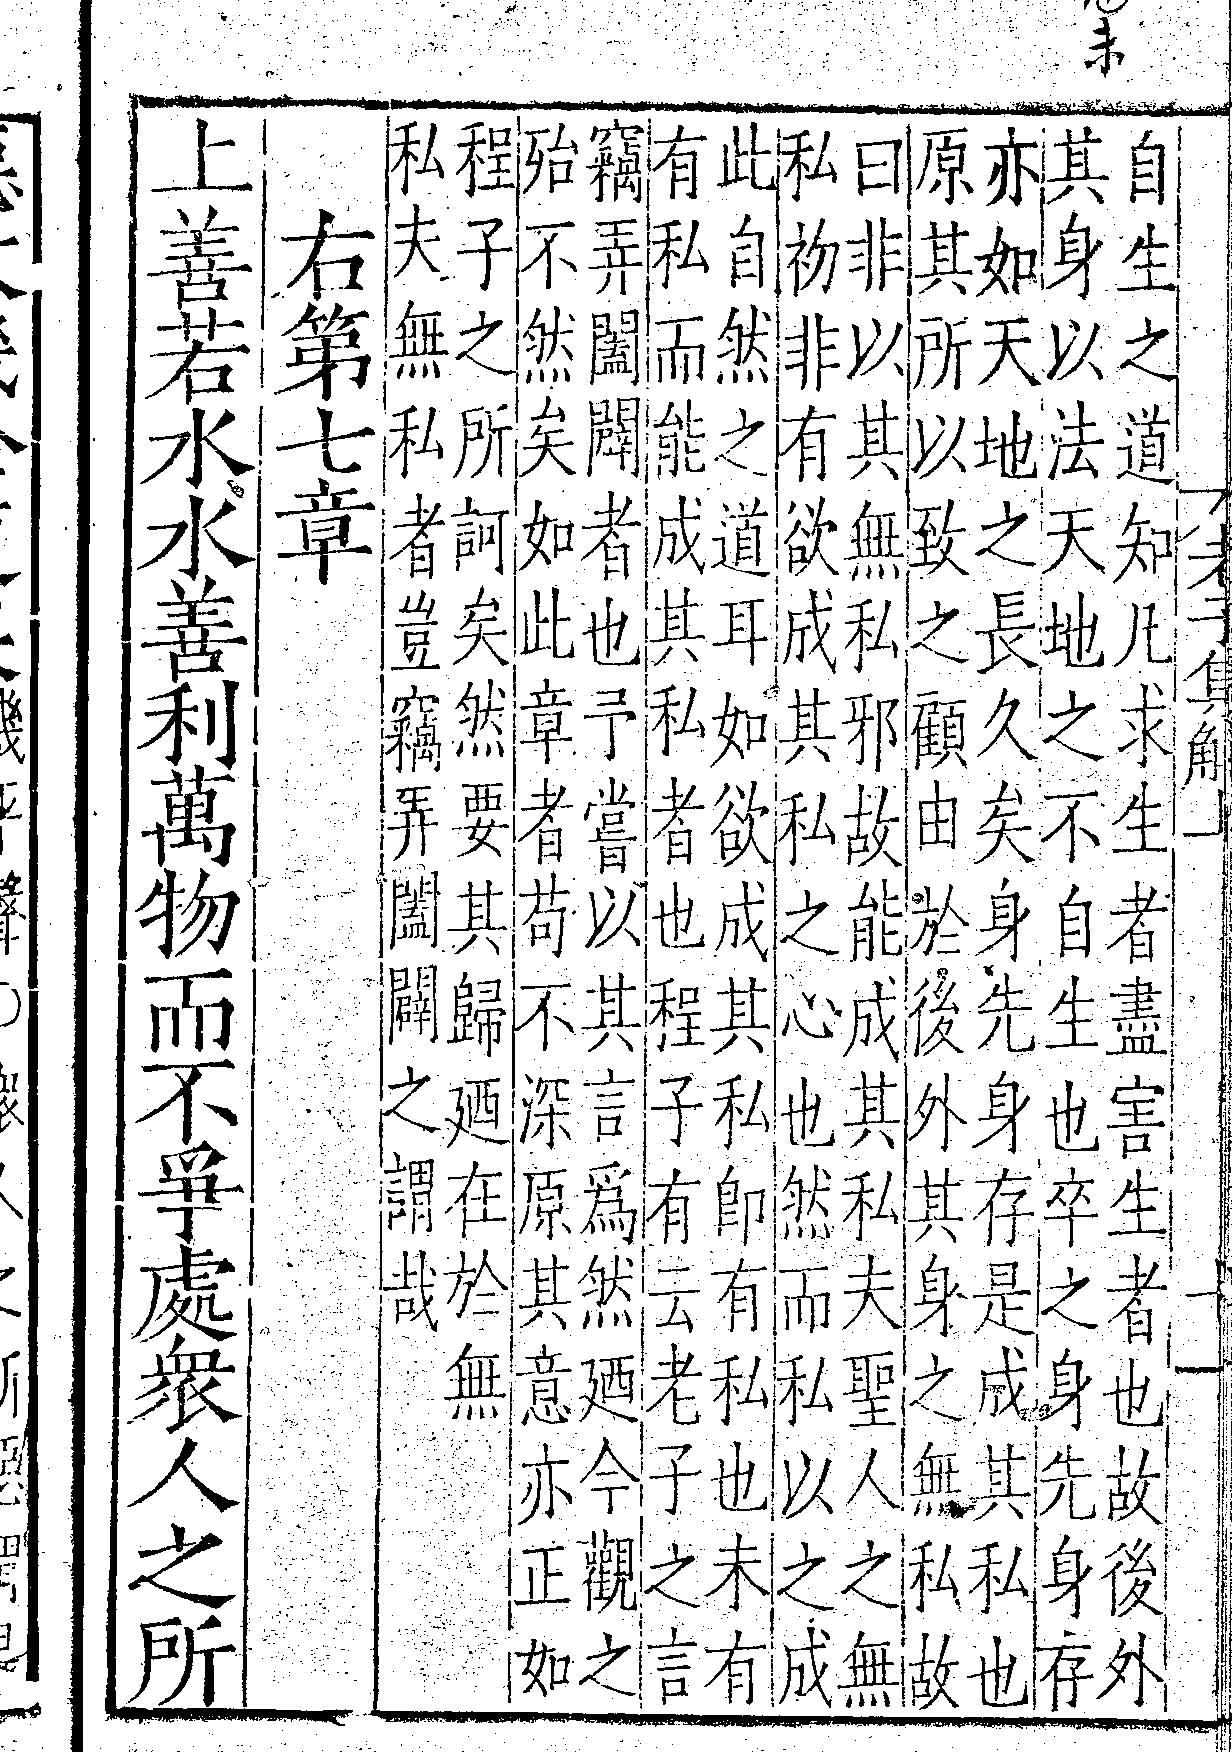 自生之道知凡求生者盡害生者也故後外
其身以法天地之不自生也卒之身先身存
亦如天地之長久矣身先身存是成其私也
原其所以致之顧由於後外其身之無私故
曰非以其無私邪故能成其私夫聖人之無
私初非有欲成其私之心也然而私以之成
此自然之道耳如欲成其私即有私也未有
有私而能成其私者也程子有云老子之言
竊弄闔闢者也予嘗以其言爲然廼今觀之
殆不然矣如此章者苟不深原其意亦正如
程子之所訶矣然要其歸廼在於無
私夫無私者豈竊弄闔闢之謂哉
右第七章
上善若水水善利萬物而不爭處衆人之所
老子集解上